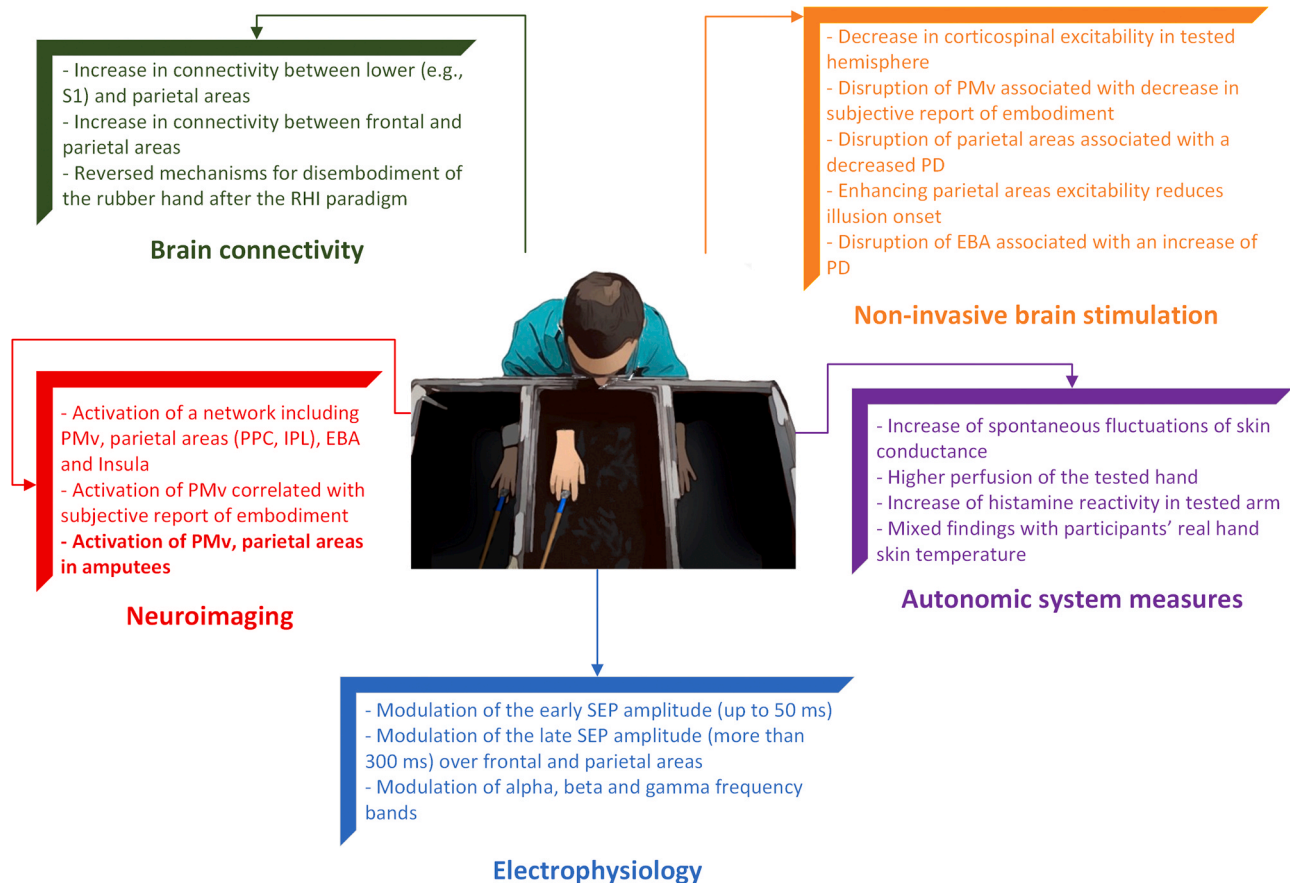 - Increase in connectivity between lower (e.g.,
S1) and parietal areas
- Increase in connectivity between frontal and
parietal areas
- Reversed mechanisms for disembodiment of
the rubber hand after the RHI paradigm
Brain connectivity
- Decrease in corticospinal excitability in tested
hemisphere
- Disruption of PMv associated with decrease in
subjective report of embodiment
- Disruption of parietal areas associated with a
decreased PD
- Enhancing parietal areas excitability reduces
illusion onset
- Disruption of EBA associated with an increase of
PD
Non-invasive brain stimulation
- Activation of a network including
PMv, parietal areas (PPC, IPL), EBA
and Insula
- Activation of PMv correlated with
subjective report of embodiment
- Activation of PMv, parietal areas
in amputees
Neuroimaging
- Increase of spontaneous fluctuations of skin
conductance
- Higher perfusion of the tested hand
- Increase of histamine reactivity in tested arm
- Mixed findings with participants’ real hand
skin temperature
Autonomic system measures
- Modulation of the early SEP amplitude (up to 50 ms)
- Modulation of the late SEP amplitude (more than
300 ms) over frontal and parietal areas
- Modulation of alpha, beta and gamma frequency
bands
Electrophysiology